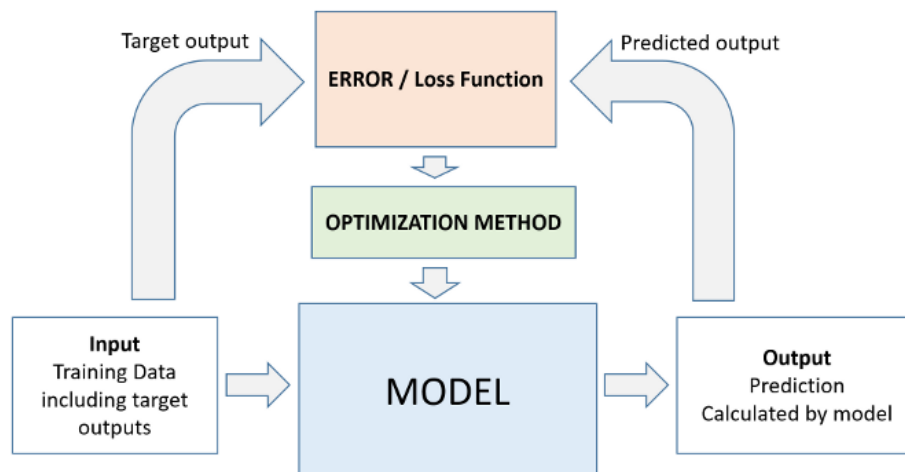 Target output
Predicted output
ERROR / Loss Function
OPTIMIZATION METHOD
Input
Training Data
including target
outputs
MODEL
Output
Prediction
Calculated by model